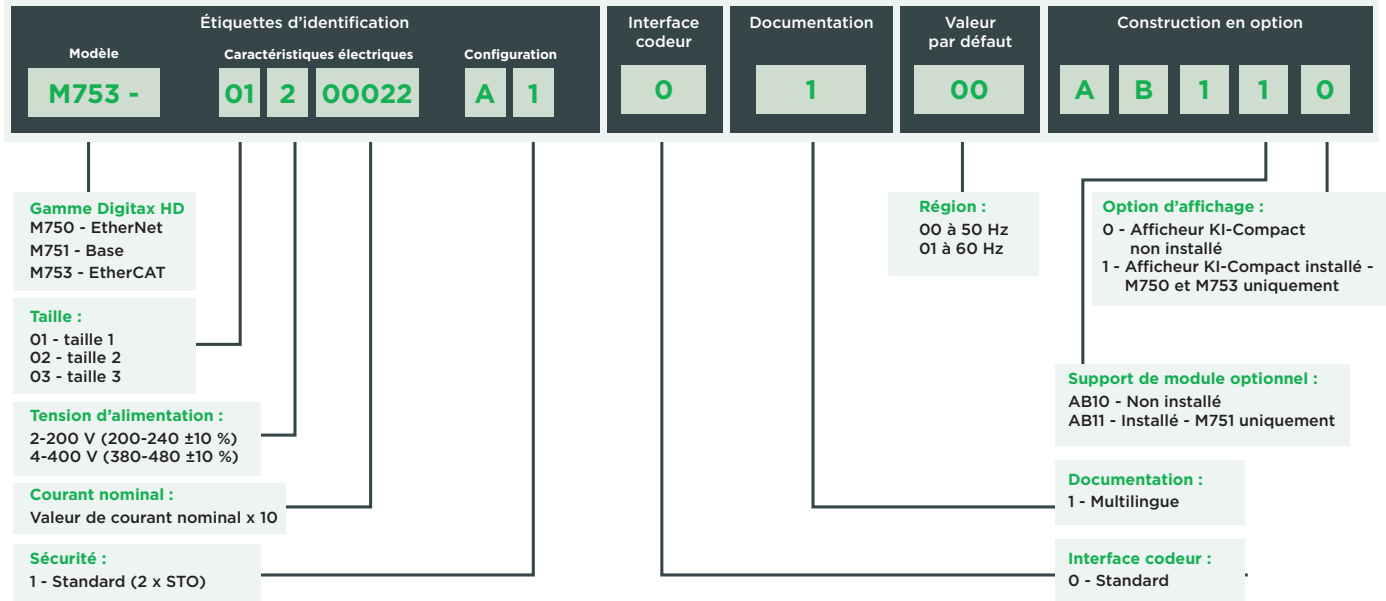 Étiquettes d'identification
Interface
codeur
Documentation
Valeur
par défaut
Construction en option
Modèle
Caractéristiques électriques
Configuration
M753 -
01 2 00022
A 1
0
1
00
A B 1 1 0
Gamme Digitax HD
M750 - EtherNet
M751 - Base
M753 - EtherCAT
Taille :
01 - taille 1
02 - taille 2
03 - taille 3
Tension d'alimentation :
2-200 V (200-240 ±10 %)
4-400 V (380-480 ±10 %)
Courant nominal :
Valeur de courant nominal x 10
Sécurité :
1 - Standard (2 x STO)
Région :
00 à 50 Hz
01 à 60 Hz
Option d'affichage :
0 - Afficheur KI-Compact
non installé
1 - Afficheur KI-Compact installé -
M750 et M753 uniquement
Support de module optionnel :
AB10 - Non installé
AB11 - Installé - M751 uniquement
Documentation :
1 - Multilingue
Interface codeur :
0 - Standard